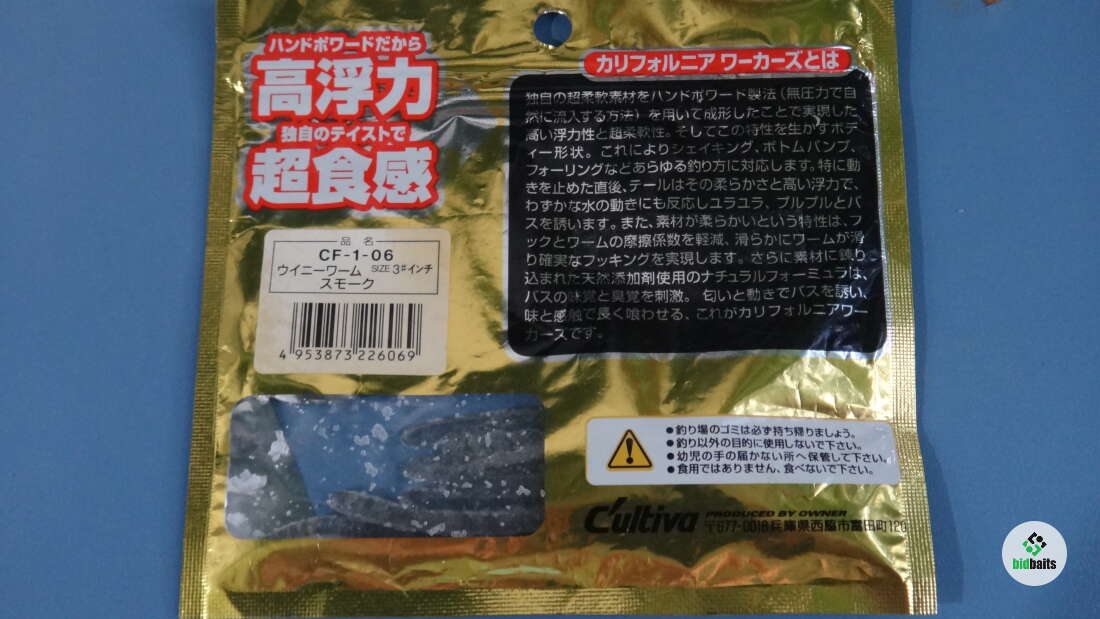 ハンドポワードだから
高浮力
独自のテイストで
超食感
カリフォルニア ワーカーズとは
独自の超柔軟素材をハンドポワード製法(無圧力で自
然に流入する方法)を用いて成形したことで実現した
高い浮力性と超柔軟性。そしてこの特性を生かすボデ
ィー形状。これによりシェイキング、ボトムバンプ、
フォーリングなどあらゆる釣り方に対応します。特に動
きを止めた直後、テールはその柔らかさと高い浮力で、
わずかな水の動きにも反応しユラユラ、プルプルとバ
スを誘います。また、素材が柔らかいという特性は、フ
ックとワームの摩擦係数を軽減、滑らかにワームが滑
り確実なフッキングを実現します。さらに素材に錬り
込まれた天然添加剤使用のナチュラルフォーミュラは、
バスの味覚と臭覚を刺激。匂いと動きでバスを誘い、
味と感触で長く喰わせる、これがカリフォルニアワー
カーズです。
品 名
CF-1-06
ウイニーワーム SIZE 3#インチ
スモーク
4 953873 226069
●釣り場のゴミは必ず持ち帰りましょう。
●釣り以外の目的に使用しないで下さい。
●幼児の手の届かない所へ保管して下さい。
●食用ではありません、食べないで下さい。
C'ultiva PRODUCED BY OWNER
〒677-0018兵庫県西脇市富田町120
bidbaits